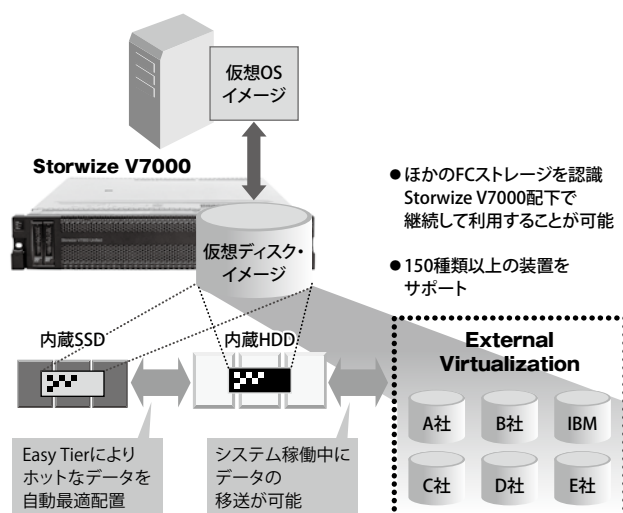 仮想OS
イメージ
Storwize V7000
●ほかのFCストレージを認識
Storwize V7000配下で
継続して利用することが可能
●150種類以上の装置を
サポート
仮想ディスク・
イメージ
内蔵SSD
内蔵HDD
External
Virtualization
A社
B社
IBM
C社
D社
E社
Easy Tierにより
ホットなデータを
自動最適配置
システム稼働中に
データの
移送が可能